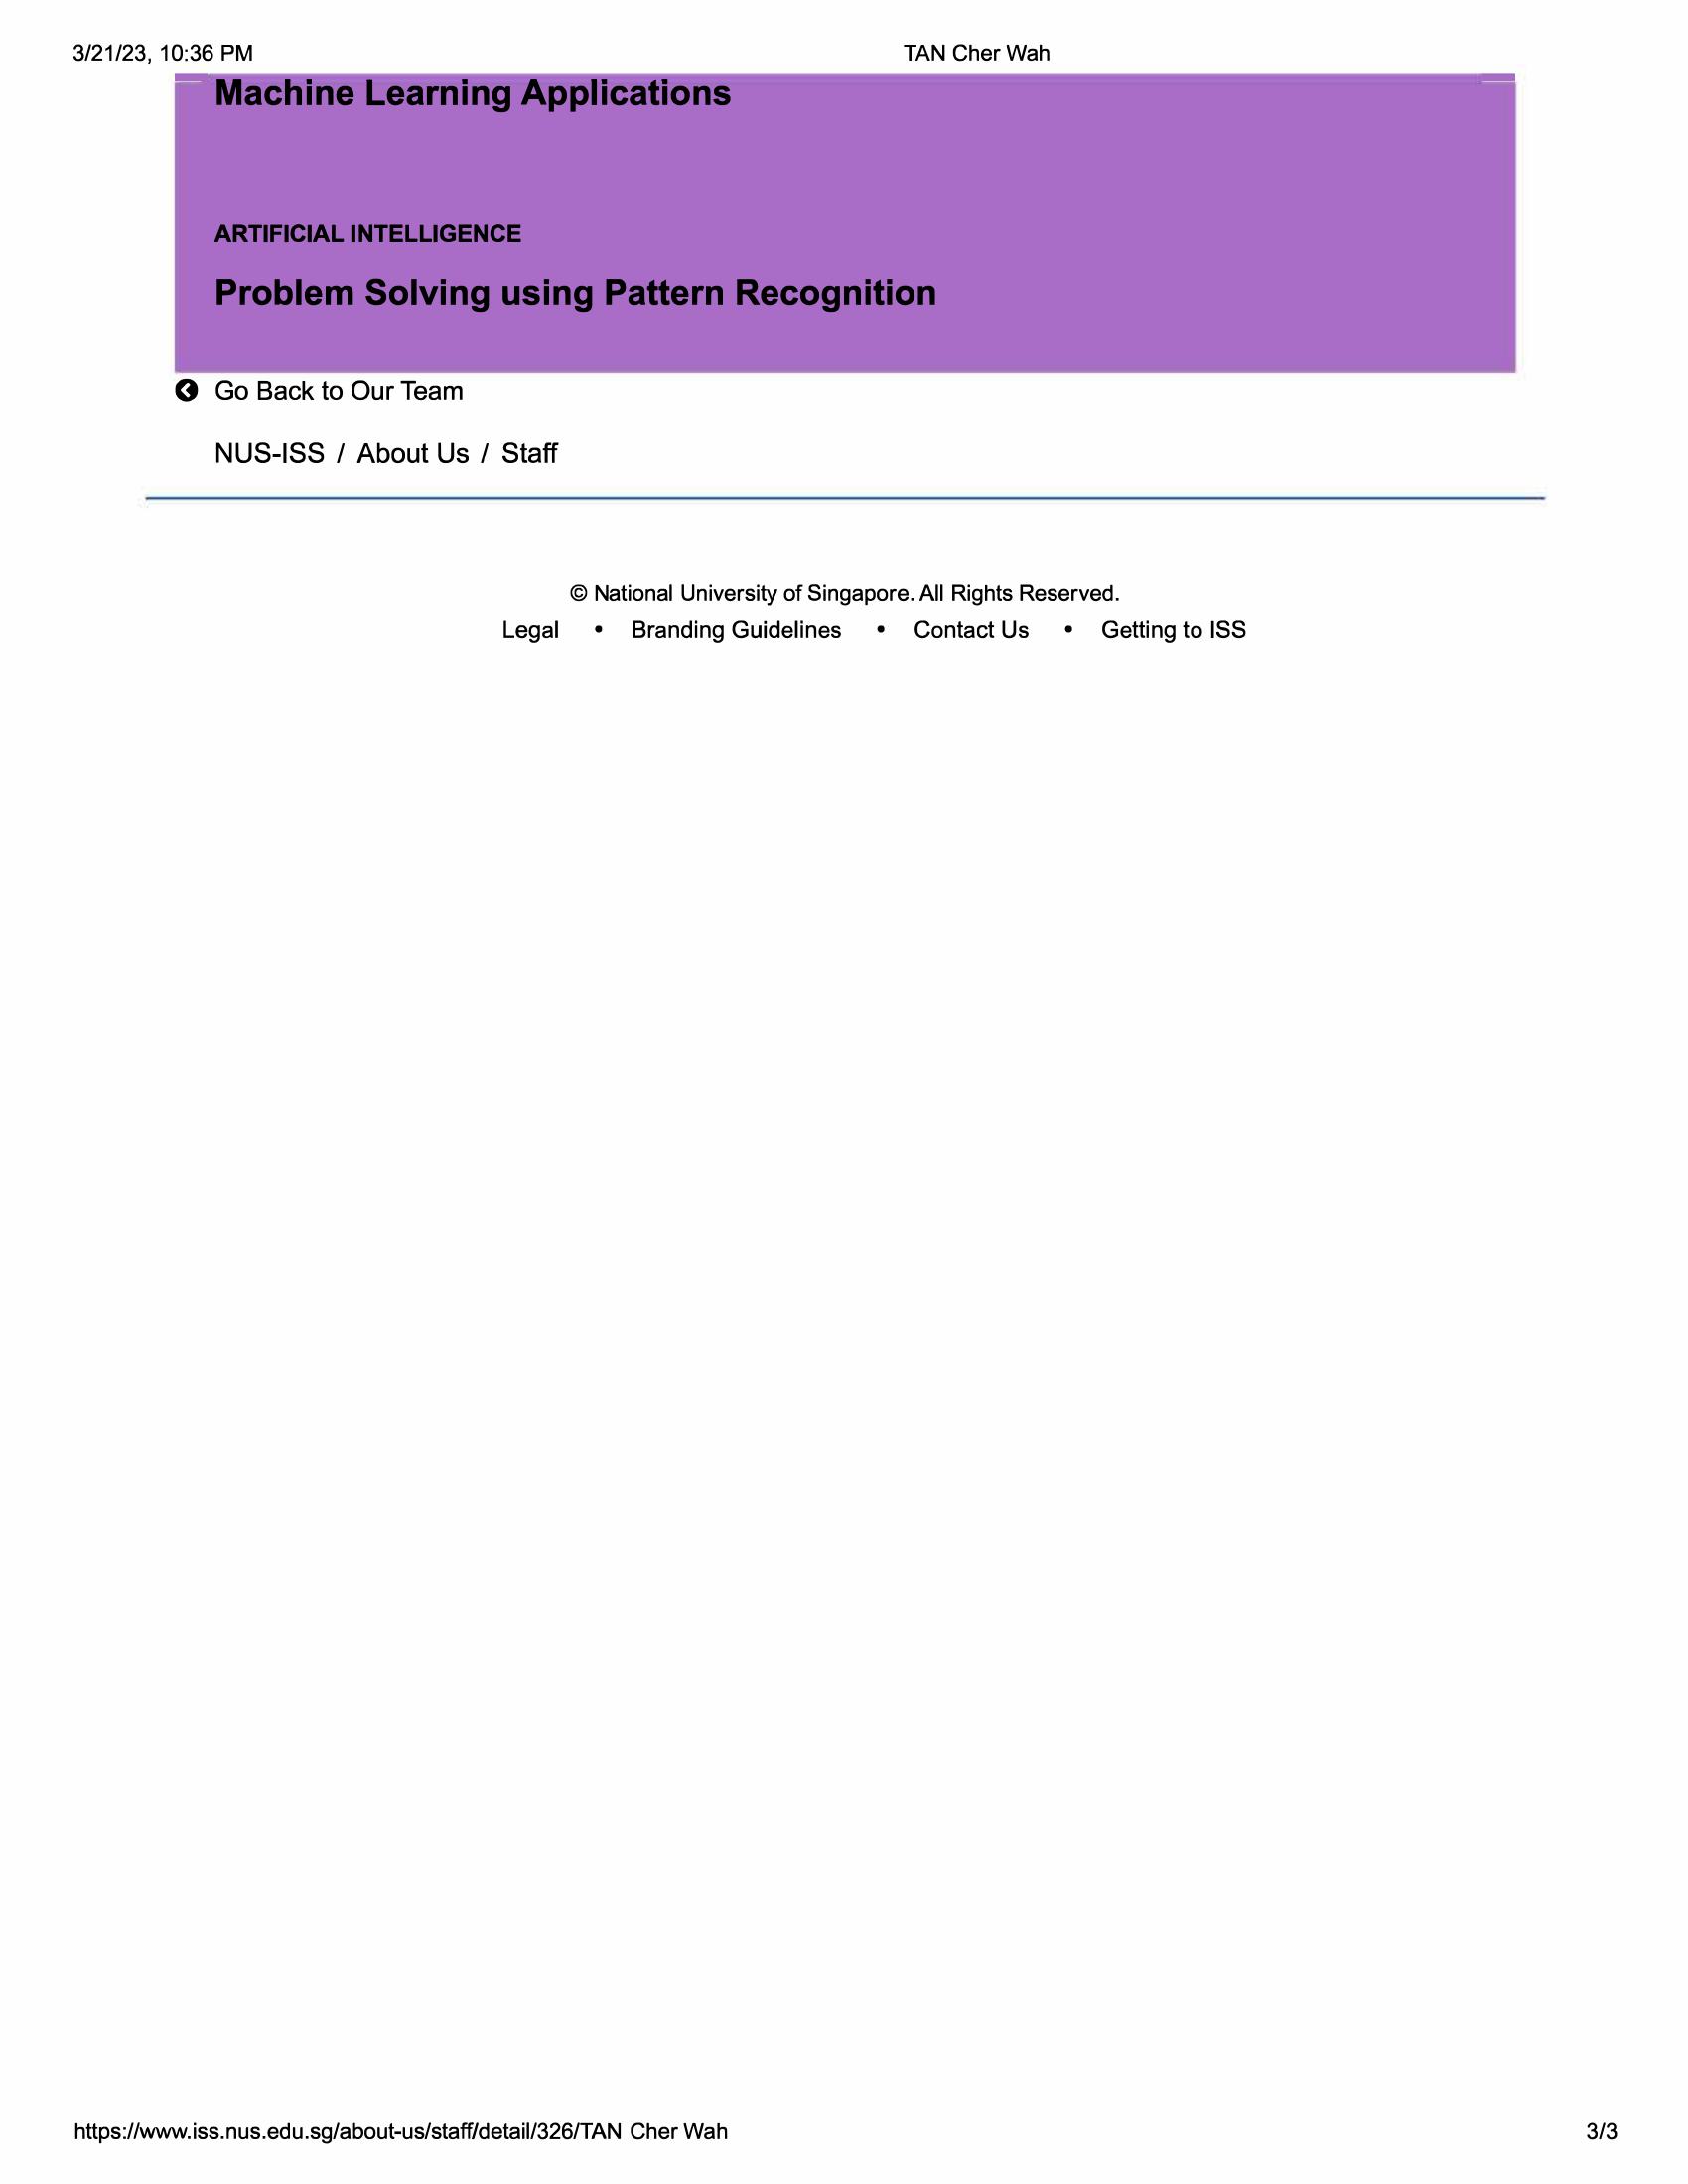 3/21/23, 10:36 PM TAN Cher Wah
Machine Learning Applications
ARTIFICIAL INTELLIGENCE
Problem Solving using Pattern Recognition
Go Back to Our Team
NUS-ISS / About Us / Staff
© National University of Singapore. All Rights Reserved.
Legal • Branding Guidelines • Contact Us • Getting to ISS
https://www.iss.nus.edu.sg/about-us/staff/detail/326/TAN Cher Wah 3/3